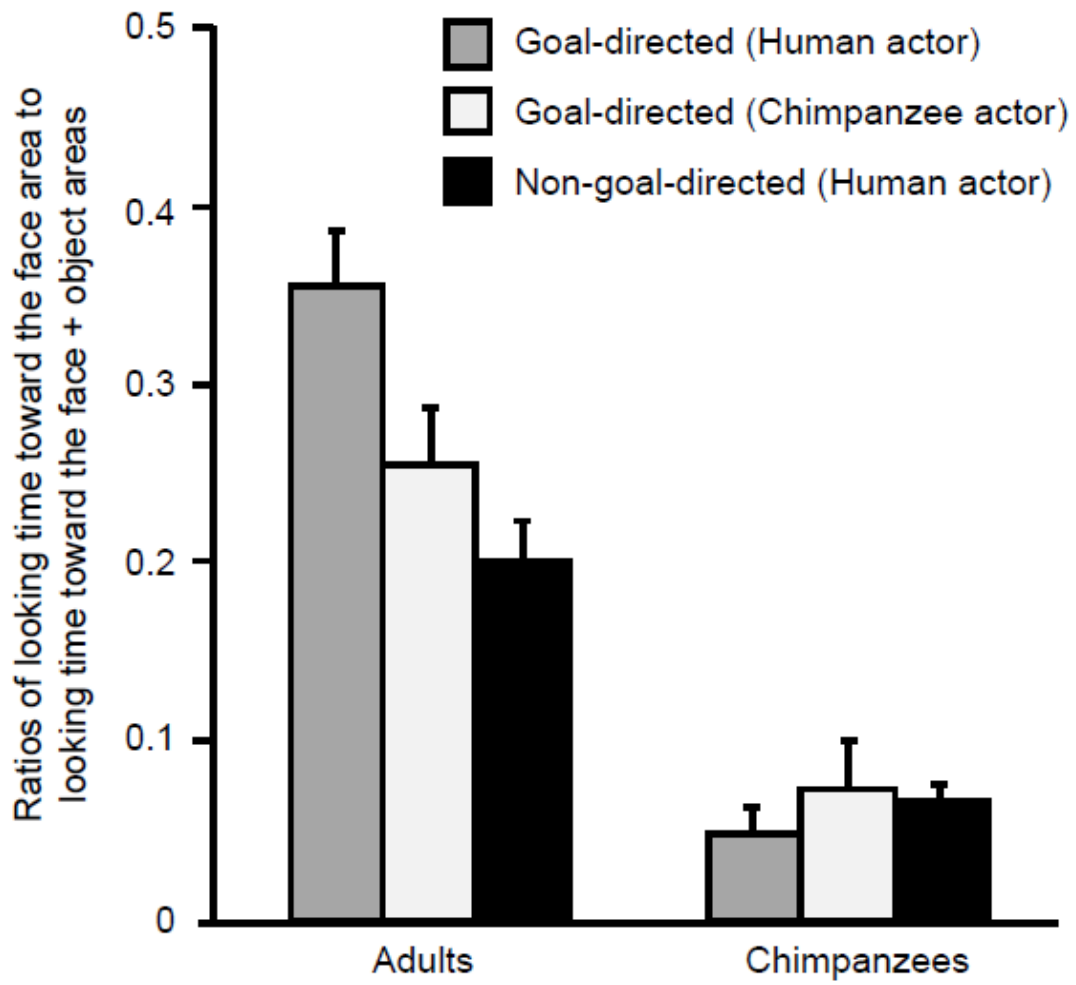 Ratios of looking time toward the face area to
looking time toward the face + object areas
0.5
0.4
0.3
0.2
0.1
0
Goal-directed (Human actor)
Goal-directed (Chimpanzee actor)
Non-goal-directed (Human actor)
Adults
Chimpanzees